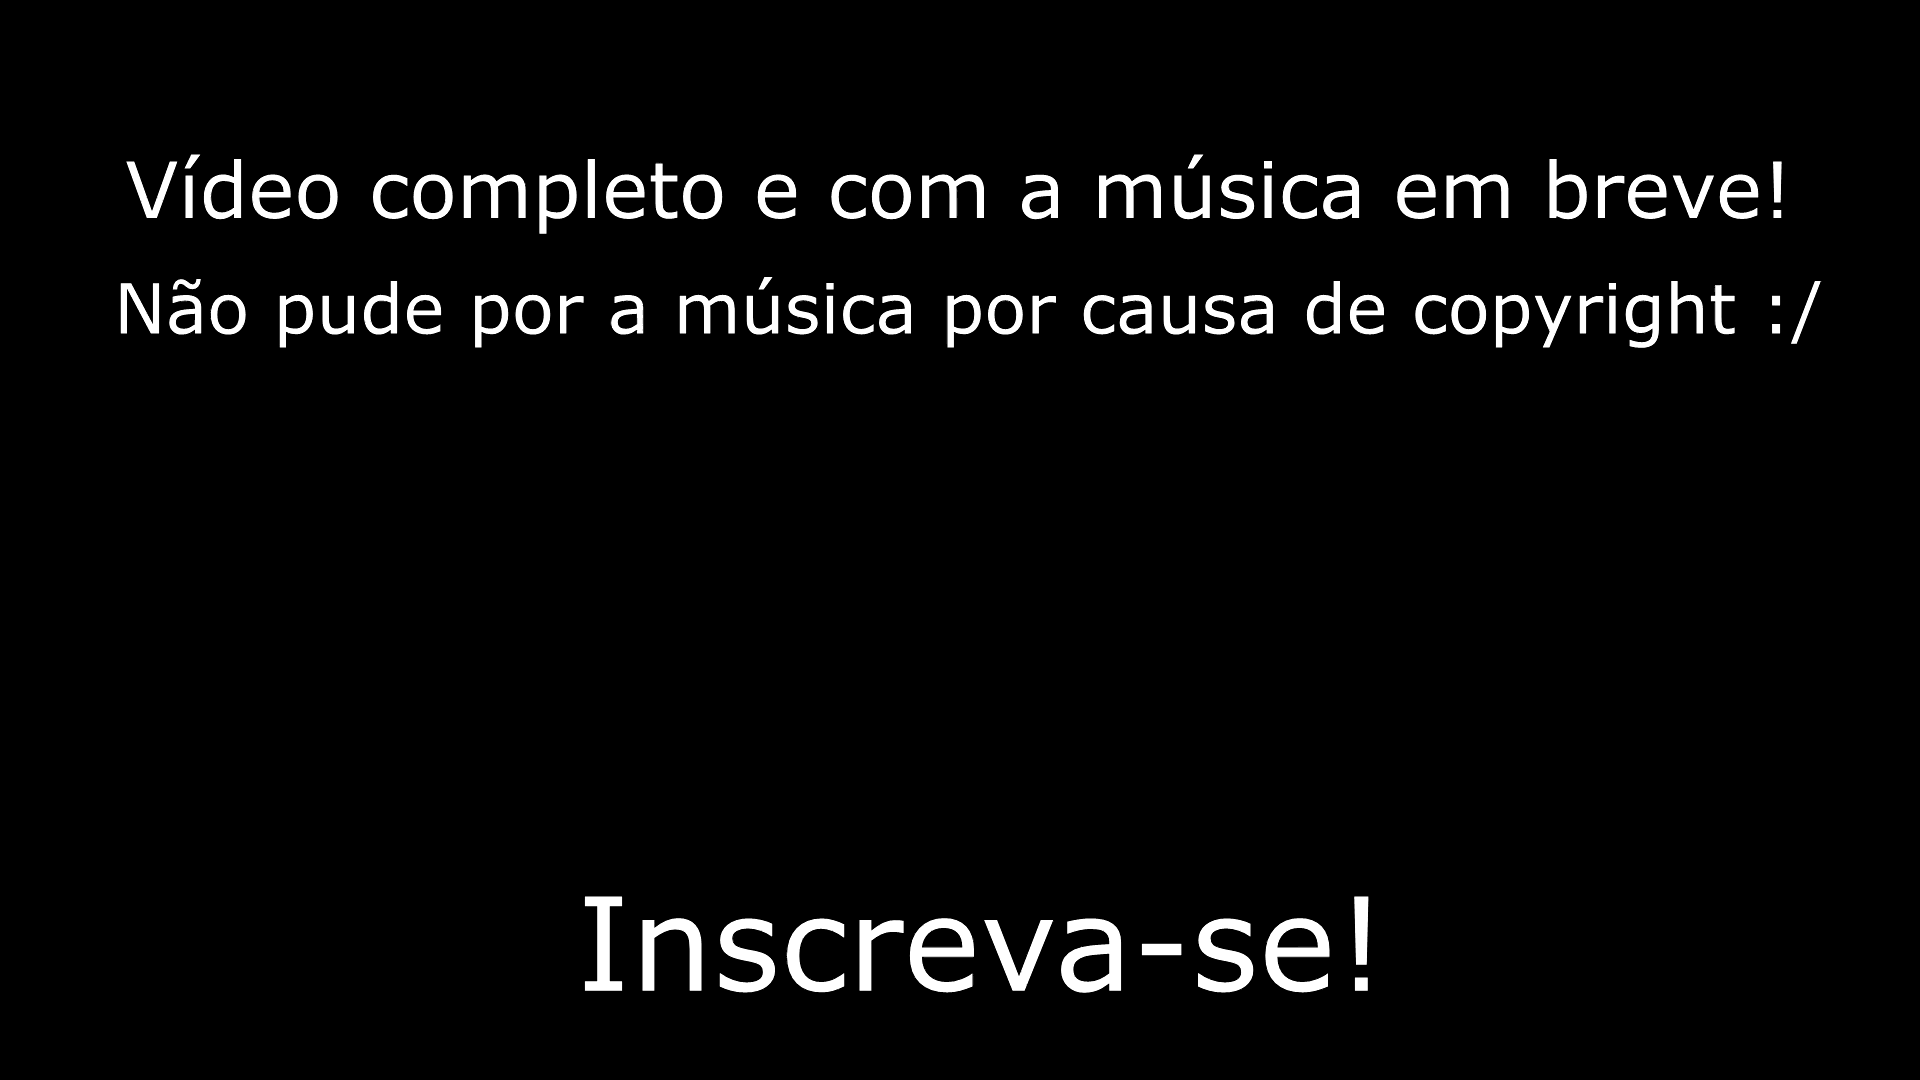 Vídeo completo e com a música em breve!
Não pude por a música por causa de copyright :/
Inscreva-se!